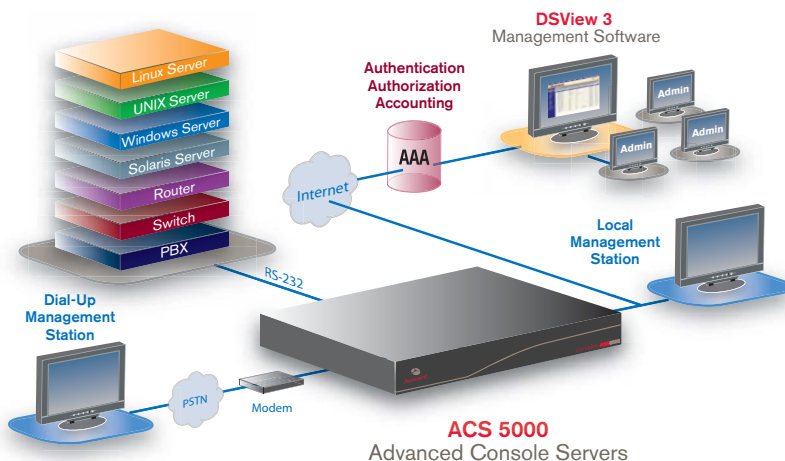 DSView 3
Management Software
Linux Server
UNIX Server
Windows Server
Solaris Server
Router
Switch
PBX
Authentication
Authorization
Accounting
AAA
Admin
Admin
Admin
Internet
Local
Management
Station
RS-232
Dial-Up
Management
Station
PSTN
Modem
ACS 5000
Advanced Console Servers